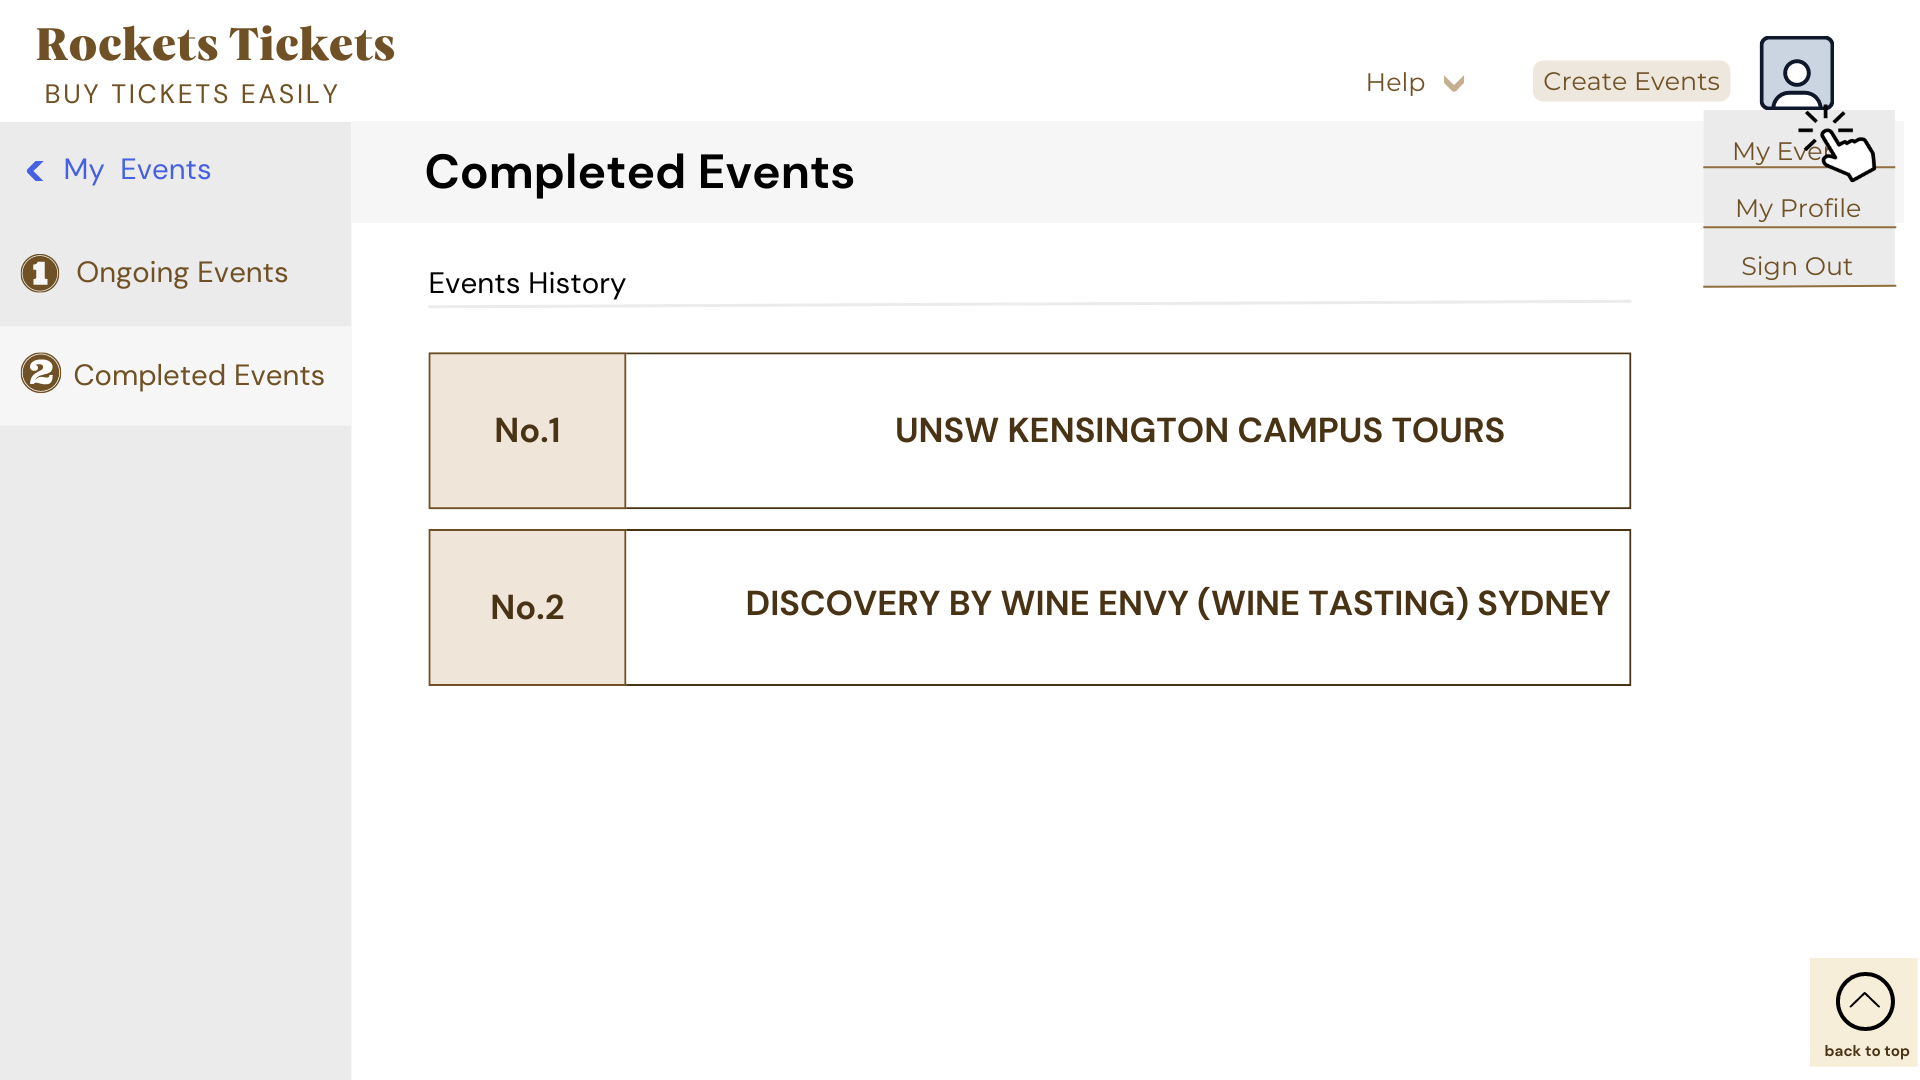 Rockets Tickets
BUY TICKETS EASILY
Help
Create Events
My Events
Completed Events
My
My Profile
Sign Out
1 Ongoing Events
2 Completed Events
Events History
No.1
UNSW KENSINGTON CAMPUS TOURS
No.2
DISCOVERY BY WINE ENVY (WINE TASTING) SYDNEY
back to top